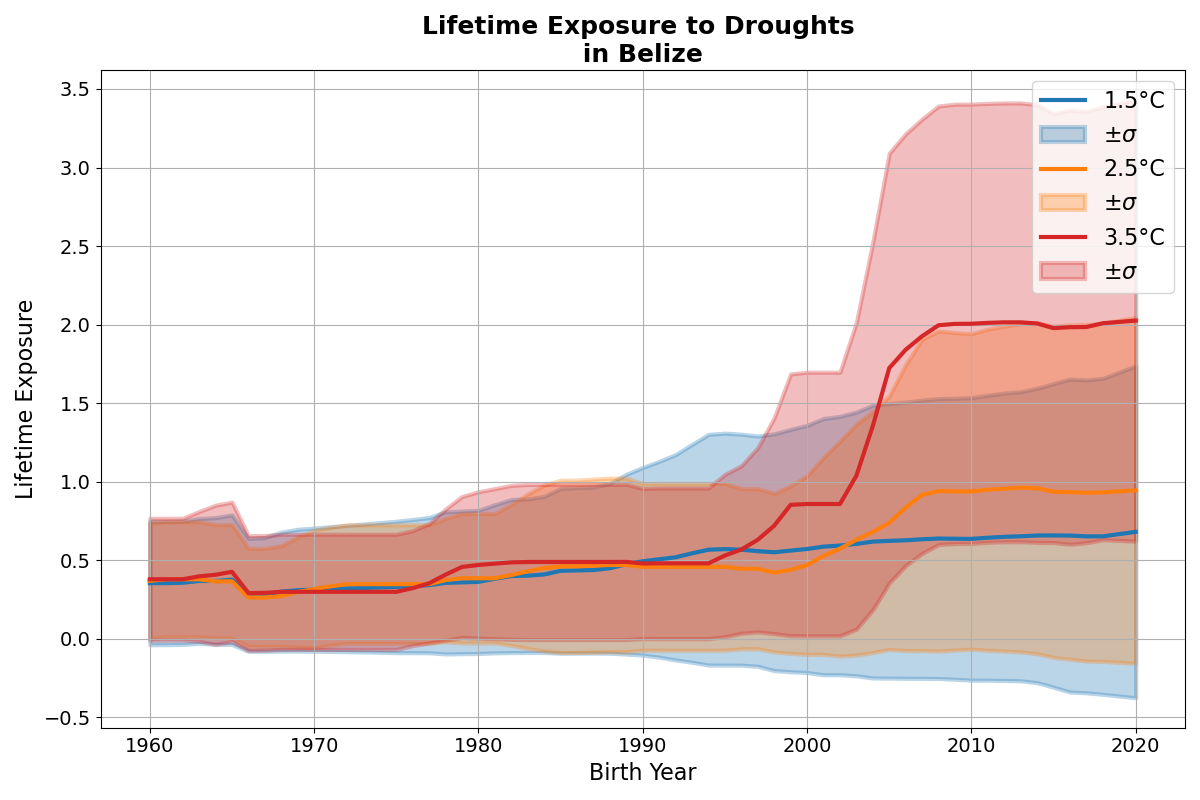 Lifetime Exposure to Droughts
in Belize
3.5
3.0
2.5
2.0
1.5
1.0
0.5
0.0
−0.5
Lifetime Exposure
1.5°C
±σ
2.5°C
±σ
3.5°C
±σ
1960 1970 1980 1990 2000 2010 2020
Birth Year